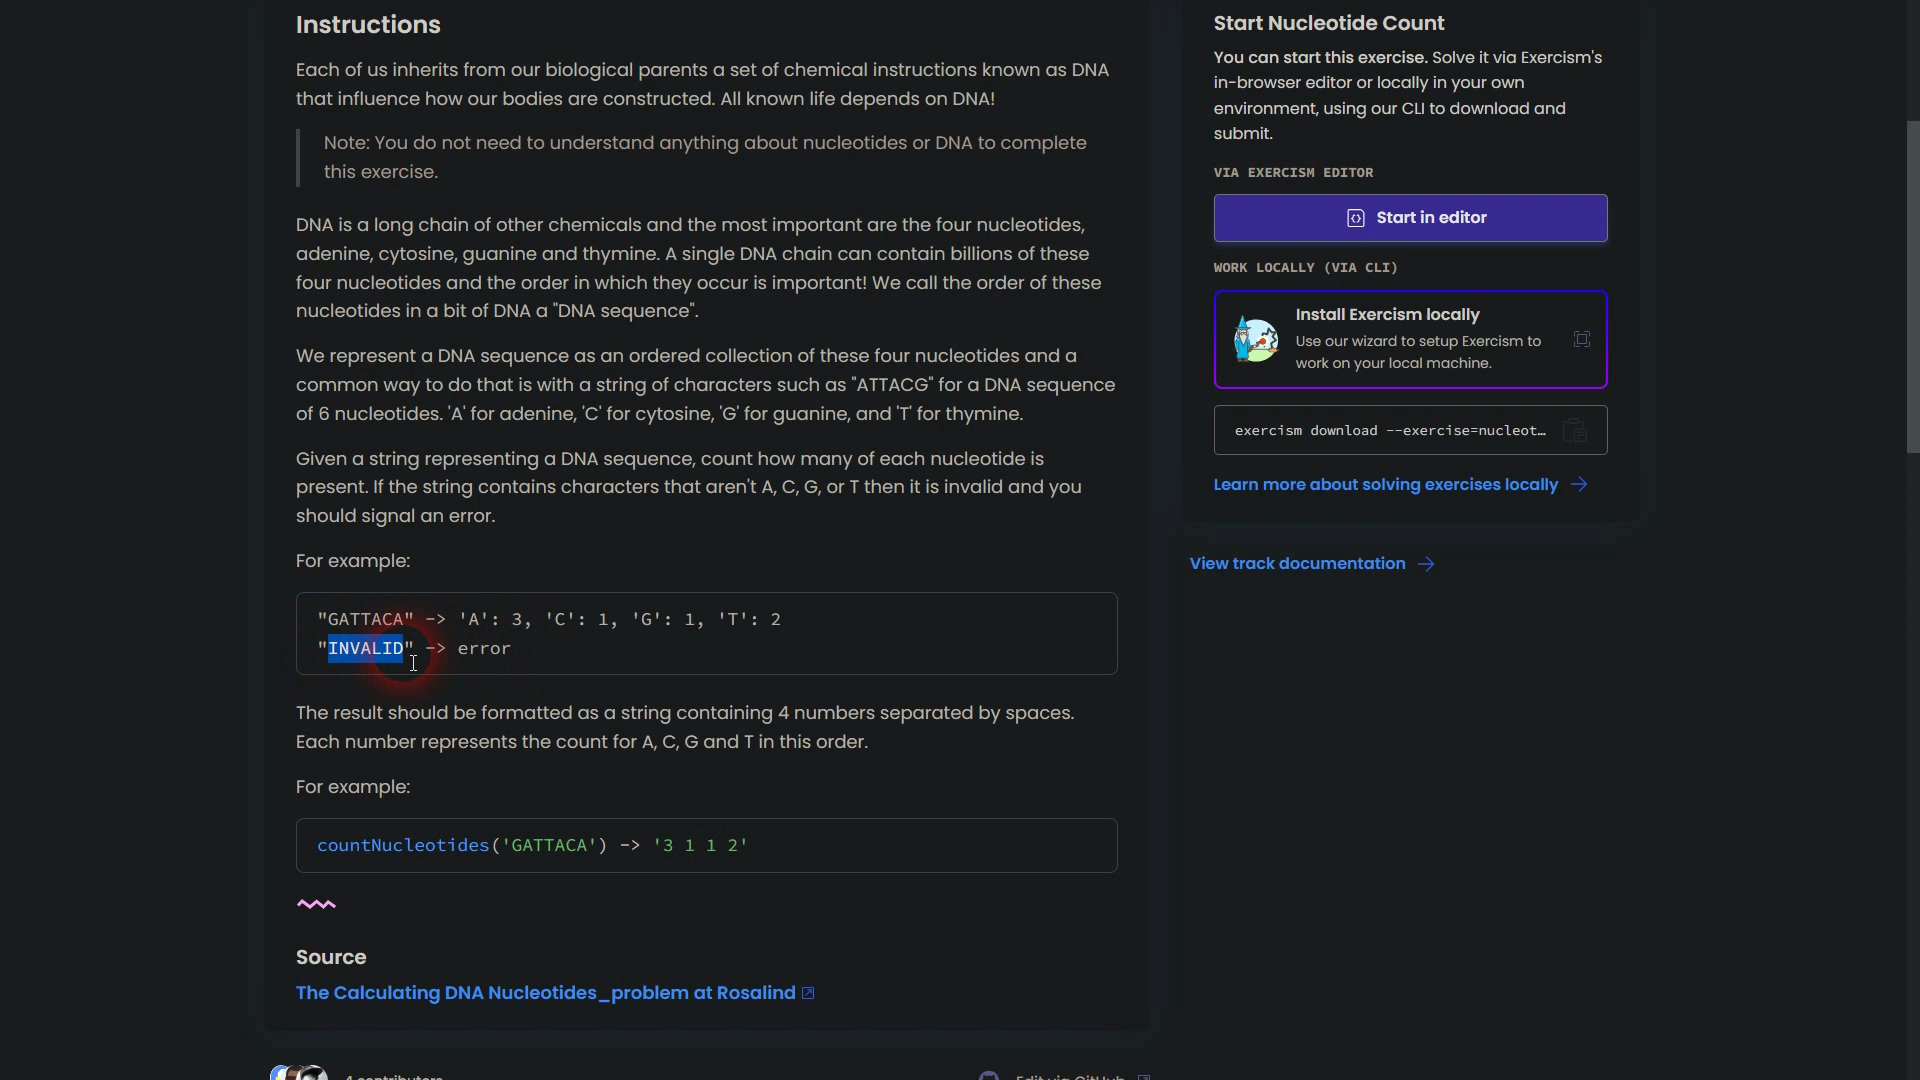 Instructions
Each of us inherits from our biological parents a set of chemical instructions known as DNA
that influence how our bodies are constructed. All known life depends on DNA!
Note: You do not need to understand anything about nucleotides or DNA to complete
this exercise.
DNA is a long chain of other chemicals and the most important are the four nucleotides,
adenine, cytosine, guanine and thymine. A single DNA chain can contain billions of these
four nucleotides and the order in which they occur is important! We call the order of these
nucleotides in a bit of DNA a "DNA sequence".
We represent a DNA sequence as an ordered collection of these four nucleotides and a
common way to do that is with a string of characters such as "ATTACG" for a DNA sequence
of 6 nucleotides. 'A' for adenine, 'C' for cytosine, 'G' for guanine, and 'T' for thymine.
Given a string representing a DNA sequence, count how many of each nucleotide is
present. If the string contains characters that aren't A, C, G, or T then it is invalid and you
should signal an error.
For example:
"GATTACA" -> 'A': 3, 'C': 1, 'G': 1, 'T': 2
"INVALID" -> error
The result should be formatted as a string containing 4 numbers separated by spaces.
Each number represents the count for A, C, G and T in this order.
For example:
countNucleotides('GATTACA') -> '3 1 1 2'
Source
The Calculating DNA Nucleotides_problem at Rosalind
4 contributors
Edit via GitHub
Start Nucleotide Count
You can start this exercise. Solve it via Exercism's
in-browser editor or locally in your own
environment, using our CLI to download and
submit.
VIA EXERCISM EDITOR
Start in editor
WORK LOCALLY (VIA CLI)
Install Exercism locally
Use our wizard to setup Exercism to
work on your local machine.
exercism download --exercise=nucleot…
Learn more about solving exercises locally
View track documentation